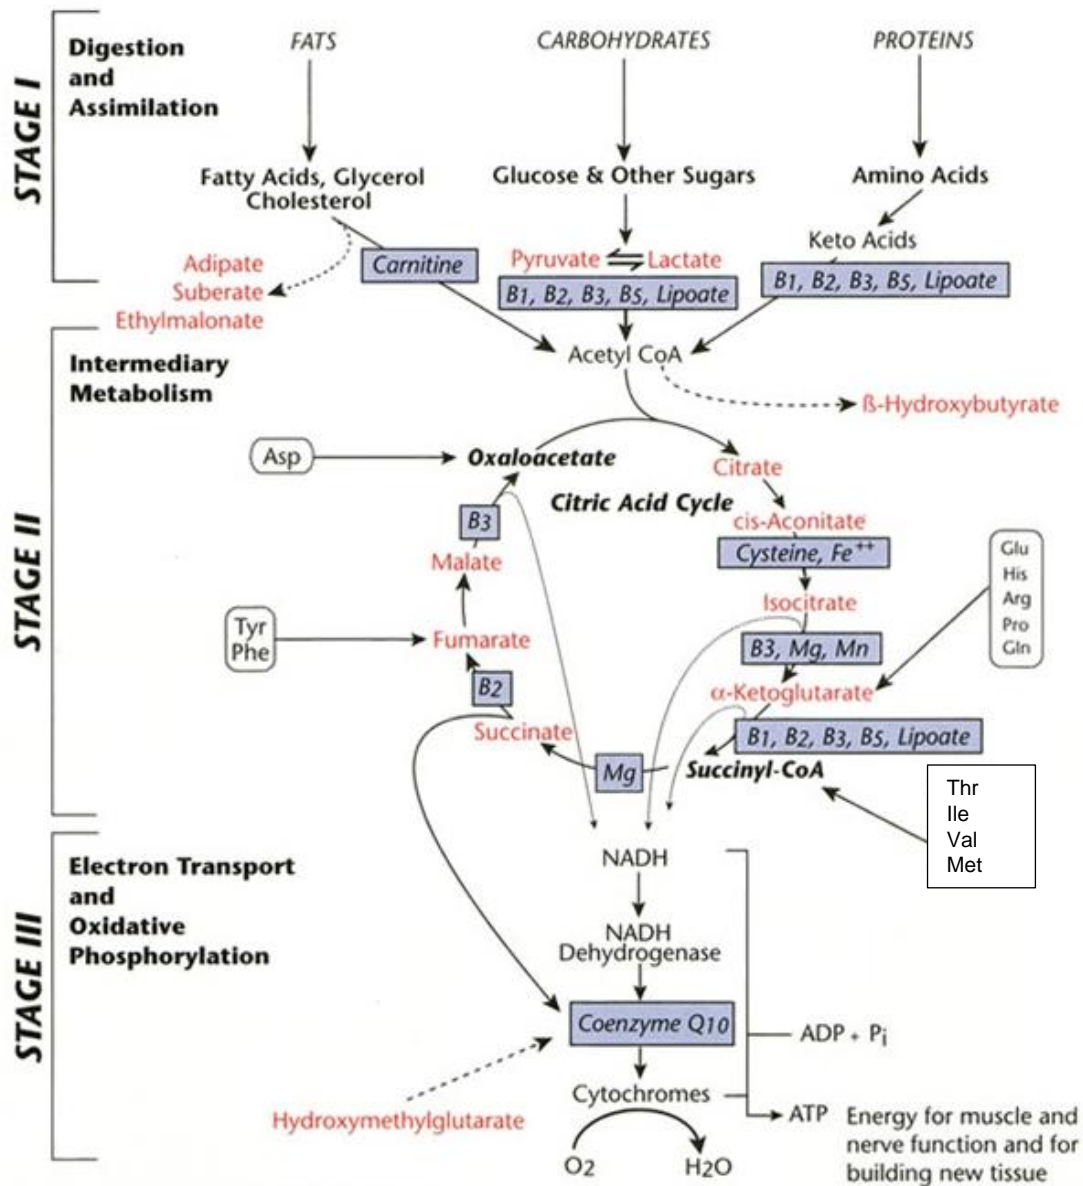 STAGE I
Digestion
and
Assimilation
FATS
CARBOHYDRATES
PROTEINS
Fatty Acids, Glycerol
Cholesterol
Glucose & Other Sugars
Amino Acids
Keto Acids
Adipate
Suberate
Ethylmalonate
Carnitine
Pyruvate
Lactate
B1, B2, B3, B5, Lipoate
B1, B2, B3, B5, Lipoate
STAGE II
Intermediary
Metabolism
Acetyl CoA
ß-Hydroxybutyrate
Asp
Oxaloacetate
Citrate
Citric Acid Cycle
B3
cis-Aconitate
Cysteine, Fe++
Malate
Isocitrate
Glu
His
Arg
Pro
Gln
Tyr
Phe
Fumarate
B3, Mg, Mn
B2
α-Ketoglutarate
Succinate
B1, B2, B3, B5, Lipoate
Mg
Succinyl-CoA
Thr
Ile
Val
Met
STAGE III
Electron Transport
and
Oxidative
Phosphorylation
NADH
NADH
Dehydrogenase
Coenzyme Q10
ADP + Pi
Cytochromes
Hydroxymethylglutarate
ATP
Energy for muscle and
nerve function and for
building new tissue
O2
H2O